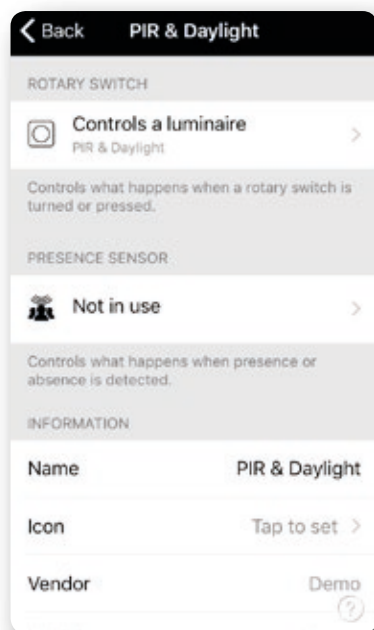 Back PIR & Daylight
ROTARY SWITCH
Controls a luminaire
PIR & Daylight
Controls what happens when a rotary switch is
turned or pressed.
PRESENCE SENSOR
Not in use
Controls what happens when presence or
absence is detected.
INFORMATION
Name PIR & Daylight
Icon Tap to set
Vendor Demo
?